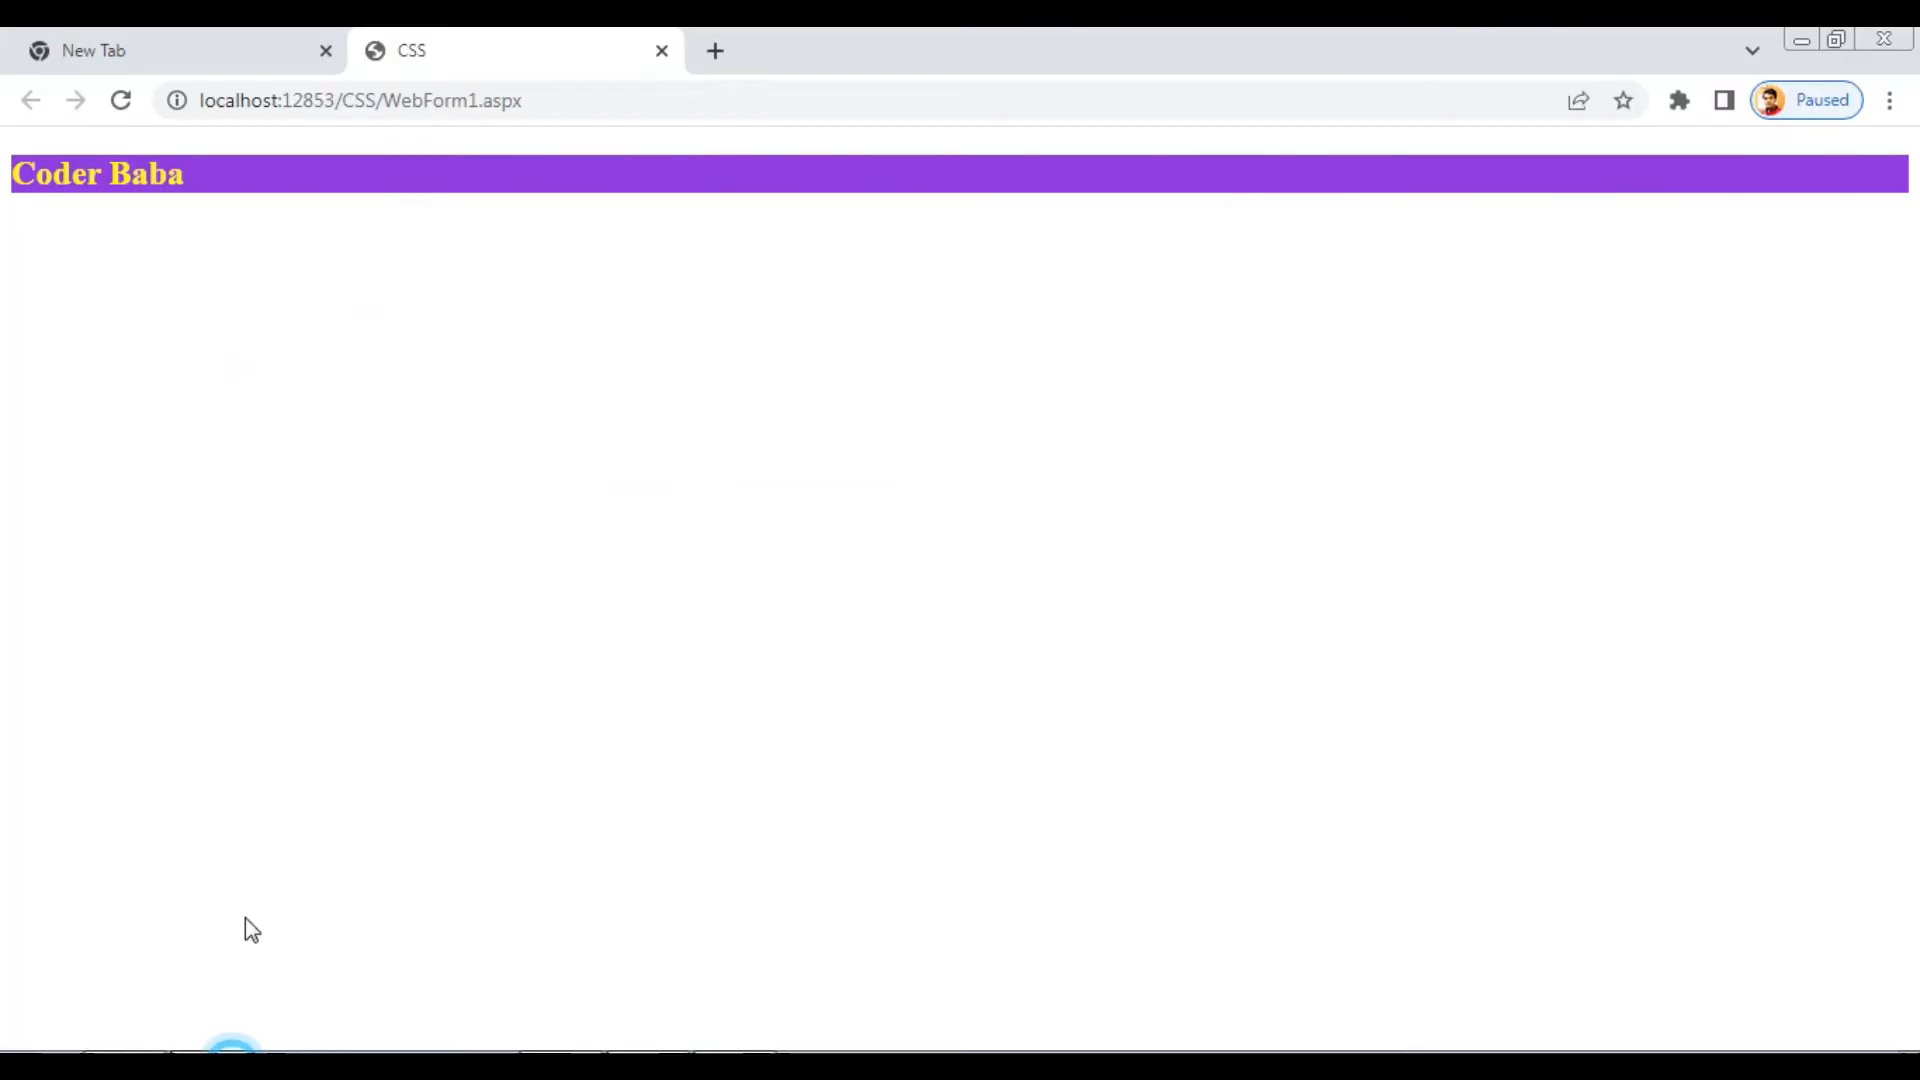 New Tab
CSS
localhost:12853/CSS/WebForm1.aspx
Paused
Coder Baba